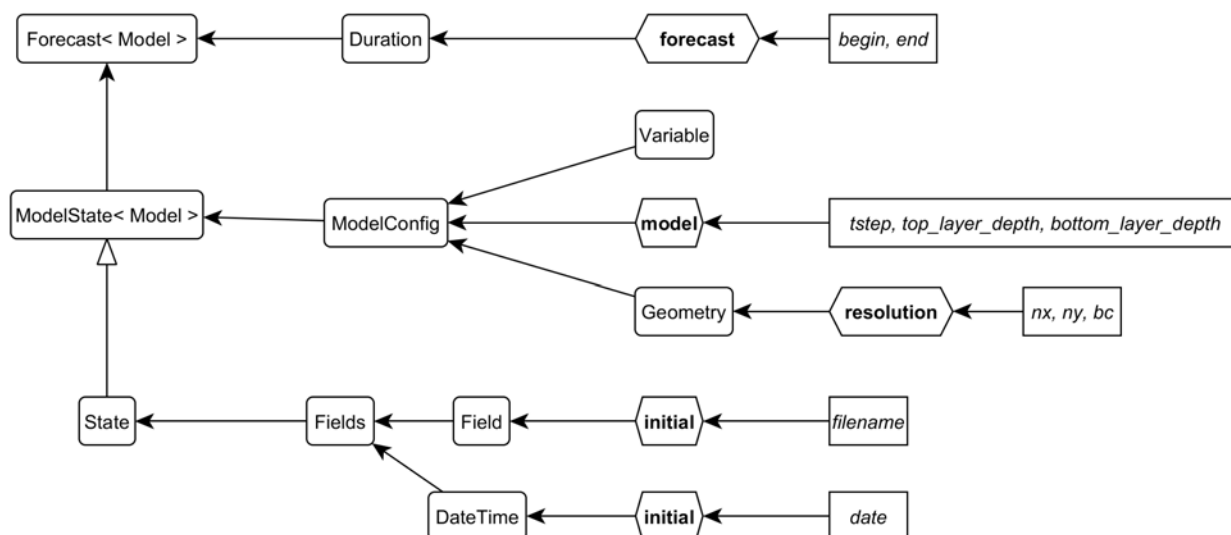 Forecast< Model >
Duration
forecast
begin, end
Variable
ModelState< Model >
ModelConfig
model
tstep, top_layer_depth, bottom_layer_depth
Geometry
resolution
nx, ny, bc
State
Fields
Field
initial
filename
DateTime
initial
date